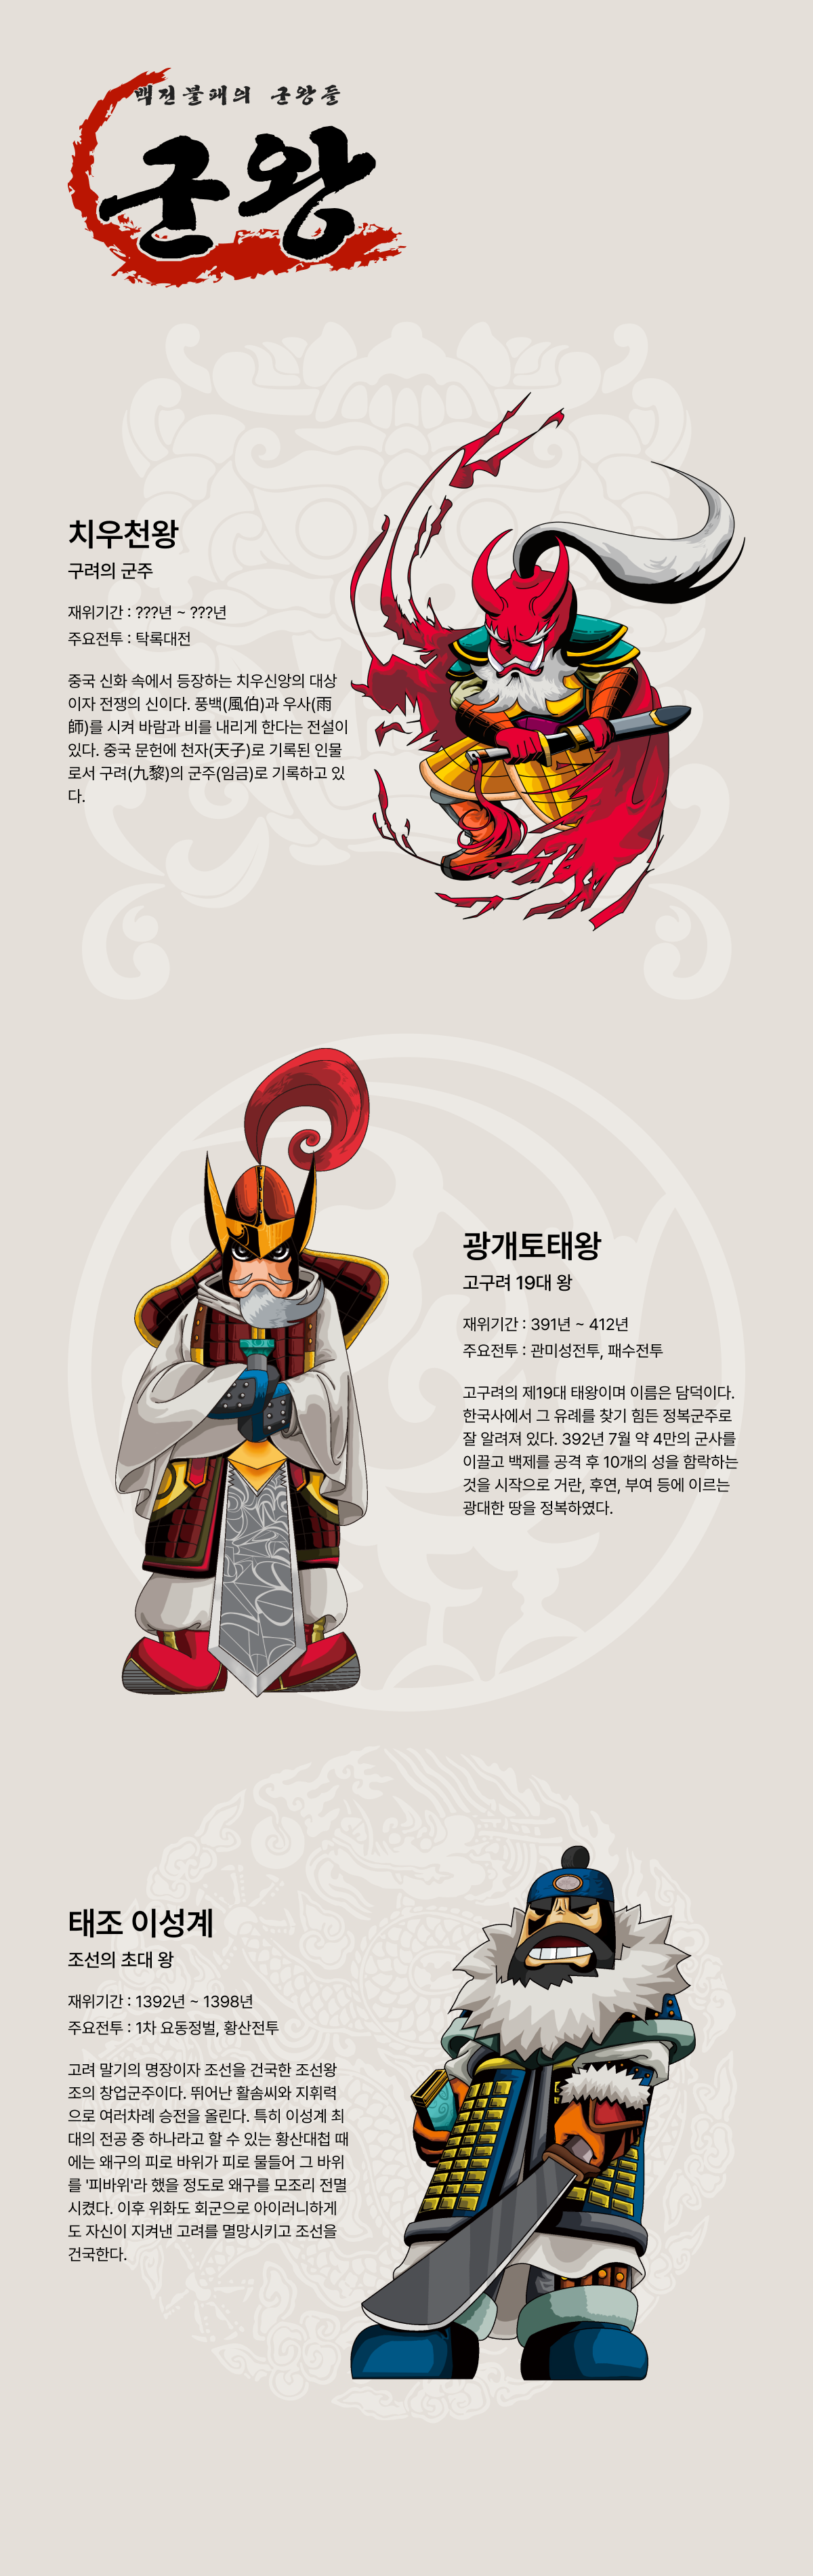 백전불패의 군왕들
군왕
치우천왕
구려의 군주
재위기간 : ???년 ~ ???년
주요전투 : 탁록대전
중국 신화 속에서 등장하는 치우신앙의 대상
이자 전쟁의 신이다. 풍백(風伯)과 우사(雨
師)를 시켜 바람과 비를 내리게 한다는 전설이
있다. 중국 문헌에 천자(天子)로 기록된 인물
로서 구려(九黎)의 군주(임금)로 기록하고 있
다.
광개토태왕
고구려 19대 왕
재위기간 : 391년 ~ 412년
주요전투 : 관미성전투, 패수전투
고구려의 제19대 태왕이며 이름은 담덕이다.
한국사에서 그 유례를 찾기 힘든 정복군주로
잘 알려져 있다. 392년 7월 약 4만의 군사를
이끌고 백제를 공격 후 10개의 성을 함락하는
것을 시작으로 거란, 후연, 부여 등에 이르는
광대한 땅을 정복하였다.
태조 이성계
조선의 초대 왕
재위기간 : 1392년 ~ 1398년
주요전투 : 1차 요동정벌, 황산전투
고려 말기의 명장이자 조선을 건국한 조선왕
조의 창업군주이다. 뛰어난 활솜씨와 지휘력
으로 여러차례 승전을 올린다. 특히 이성계 최
대의 전공 중 하나라고 할 수 있는 황산대첩 때
에는 왜구의 피로 바위가 피로 물들어 그 바위
를 '피바위'라 했을 정도로 왜구를 모조리 전멸
시켰다. 이후 위화도 회군으로 아이러니하게
도 자신이 지켜낸 고려를 멸망시키고 조선을
건국한다.